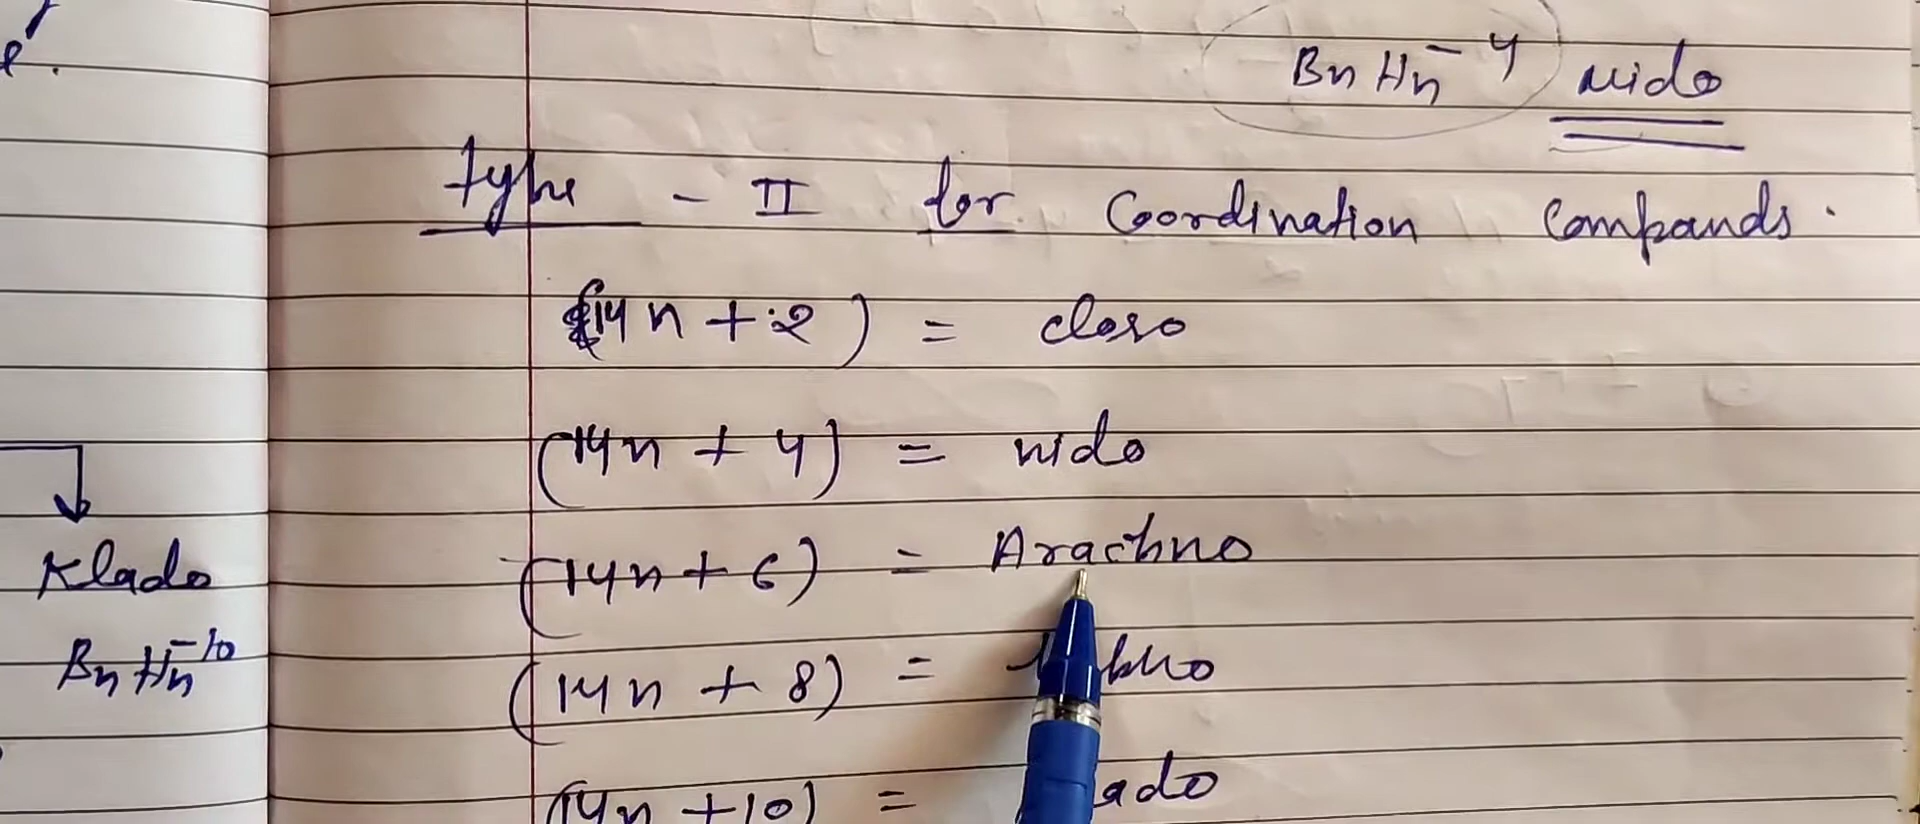 BnHn⁻⁴ nido
Type - II for Coordination Compounds.
(14n + 2) = closo
(14n + 4) = nido
(14n + 6) = Arachno
(14n + 8) =
(14n + 10) =
Klado
BnHn⁻¹⁰